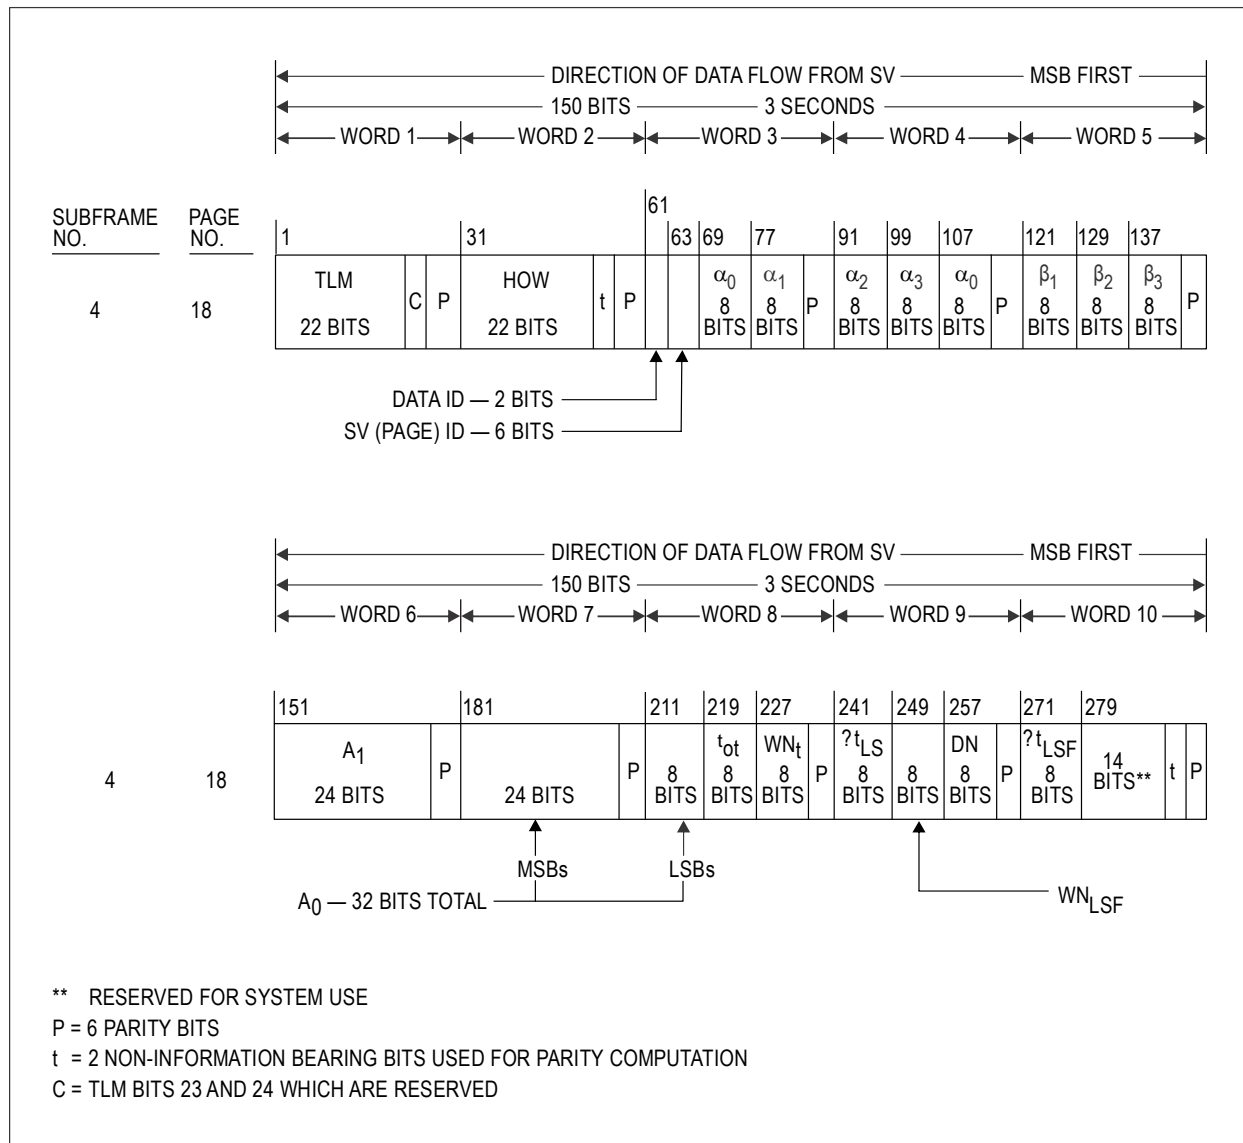 DIRECTION OF DATA FLOW FROM SV MSB FIRST
150 BITS 3 SECONDS
WORD 1 WORD 2 WORD 3 WORD 4 WORD 5
SUBFRAME NO. PAGE NO.
61
1 31 63 69 77 91 99 107 121 129 137
4 18
TLM 22 BITS C P HOW 22 BITS t P α0 8 BITS α1 8 BITS P α2 8 BITS α3 8 BITS α0 8 BITS P β1 8 BITS β2 8 BITS β3 8 BITS P
DATA ID — 2 BITS
SV (PAGE) ID — 6 BITS
DIRECTION OF DATA FLOW FROM SV MSB FIRST
150 BITS 3 SECONDS
WORD 6 WORD 7 WORD 8 WORD 9 WORD 10
151 181 211 219 227 241 249 257 271 279
4 18
A1 24 BITS P 24 BITS P 8 BITS tot 8 BITS WNt 8 BITS P ?tLS 8 BITS 8 BITS DN 8 BITS P ?tLSF 8 BITS 14 BITS** t P
MSBs LSBs
A0 — 32 BITS TOTAL
WNLSF
** RESERVED FOR SYSTEM USE
P = 6 PARITY BITS
t = 2 NON-INFORMATION BEARING BITS USED FOR PARITY COMPUTATION
C = TLM BITS 23 AND 24 WHICH ARE RESERVED